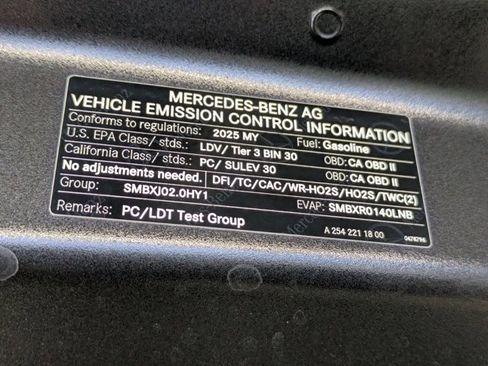 MERCEDES-BENZ AG
VEHICLE EMISSION CONTROL INFORMATION
Conforms to regulations: 2025 MY Fuel: Gasoline
U.S. EPA Class/ stds.: LDV/ Tier 3 BIN 30 OBD: CA OBD II
California Class/ stds.: PC/ SULEV 30 OBD: CA OBD II
No adjustments needed. DFI/TC/CAC/WR-HO2S/HO2S/TWC(2)
Group: SMBXJ02.0HY1 EVAP: SMBXR0140LNB
Remarks: PC/LDT Test Group
A 254 221 18 00